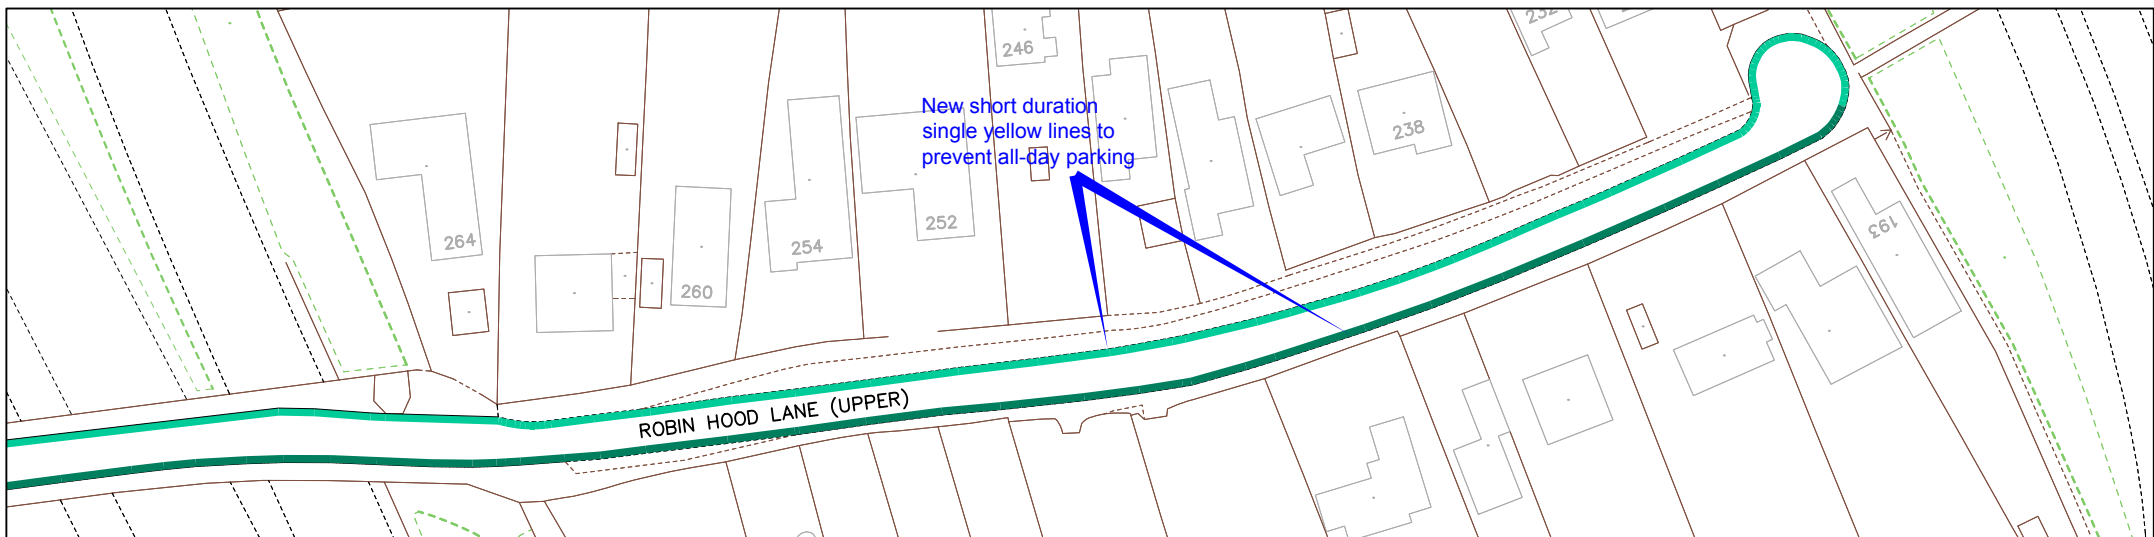 232
246
New short duration
single yellow lines to
prevent all-day parking
238
264
252
254
260
193
ROBIN HOOD LANE (UPPER)